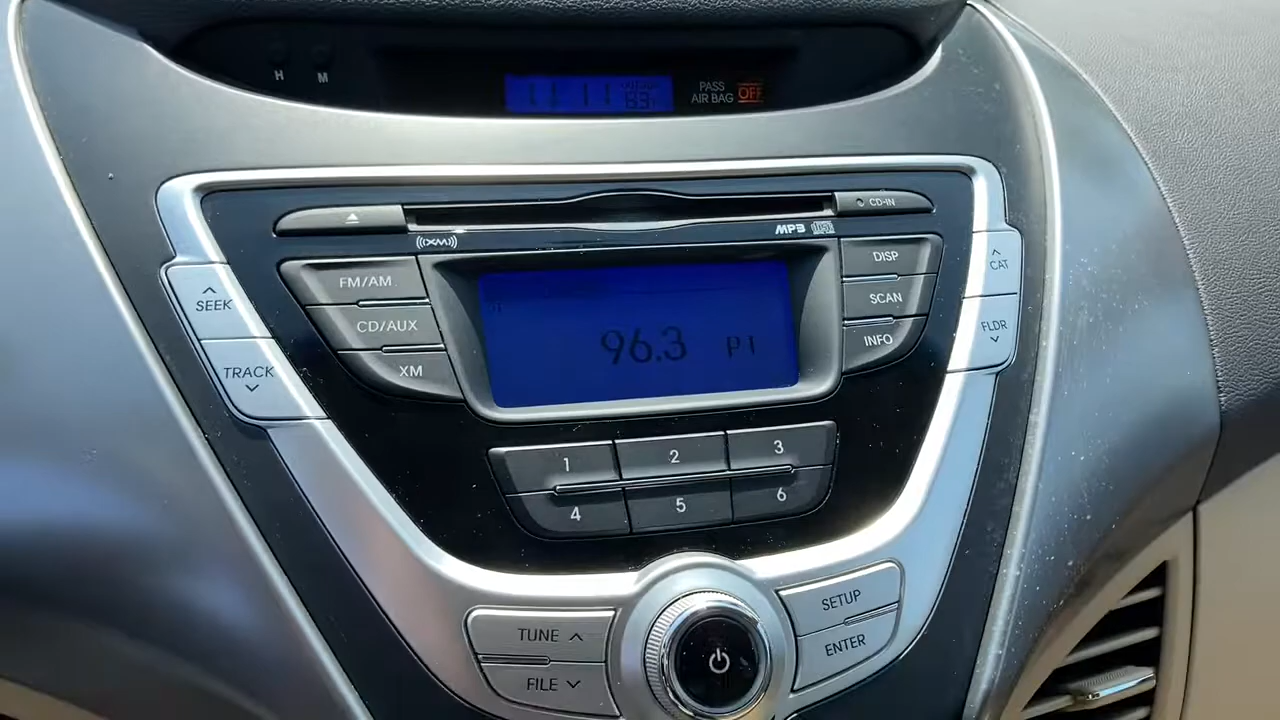 H M
PASS
AIR BAG OFF
CD-IN
((XM)) MP3
FM/AM
DISP
CAT
SEEK
CD/AUX
SCAN
FLDR
96.3 P1
INFO
TRACK
XM
1 2 3
4 5 6
SETUP
TUNE
ENTER
FILE